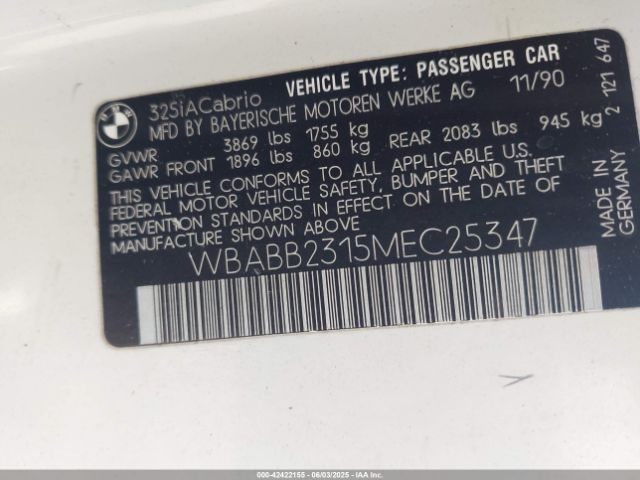 BMW
325iACabrio VEHICLE TYPE: PASSENGER CAR
MFD BY BAYERISCHE MOTOREN WERKE AG 11/90
GVWR 3869 lbs 1755 kg
GAWR FRONT 1896 lbs 860 kg REAR 2083 lbs 945 kg
THIS VEHICLE CONFORMS TO ALL APPLICABLE U.S.
FEDERAL MOTOR VEHICLE SAFETY, BUMPER AND THEFT
PREVENTION STANDARDS IN EFFECT ON THE DATE OF
MANUFACTURE SHOWN ABOVE.
WBABB2315MEC25347
2 121 647
MADE IN GERMANY
000-42422155 - 06/03/2025 - IAAI Inc.